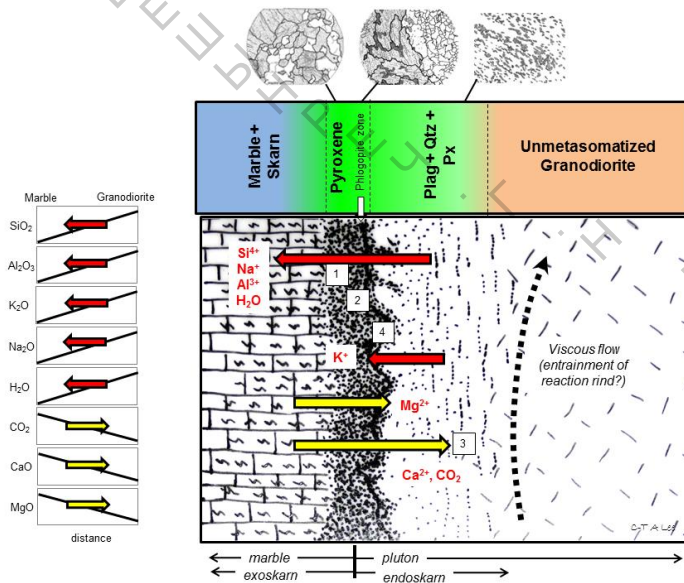 Marble +
Skarn
Pyroxene
Phlogopite zone
Plag + Qtz +
Px
Unmetasomatized
Granodiorite
Marble
Granodiorite
SiO₂
Al₂O₃
K₂O
Na₂O
H₂O
CO₂
CaO
MgO
distance
Si⁴⁺
Na⁺
Al³⁺
H₂O
1
2
4
K⁺
Mg²⁺
3
Ca²⁺, CO₂
Viscous flow
(entrainment of
reaction rind?)
C-T A Lee
marble
pluton
exoskarn
endoskarn